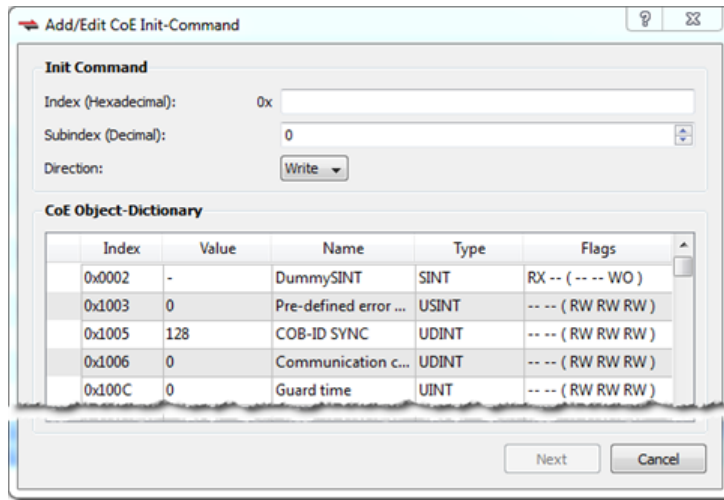 Add/Edit CoE Init-Command
Init Command
Index (Hexadecimal): 0x
Subindex (Decimal): 0
Direction: Write
CoE Object-Dictionary
Index Value Name Type Flags
0x0002 - DummySINT SINT RX -- ( -- -- WO )
0x1003 0 Pre-defined error ... USINT -- -- ( RW RW RW )
0x1005 128 COB-ID SYNC UDINT -- -- ( RW RW RW )
0x1006 0 Communication c... UDINT -- -- ( RW RW RW )
0x100C 0 Guard time UINT -- -- ( RW RW RW )
Next Cancel